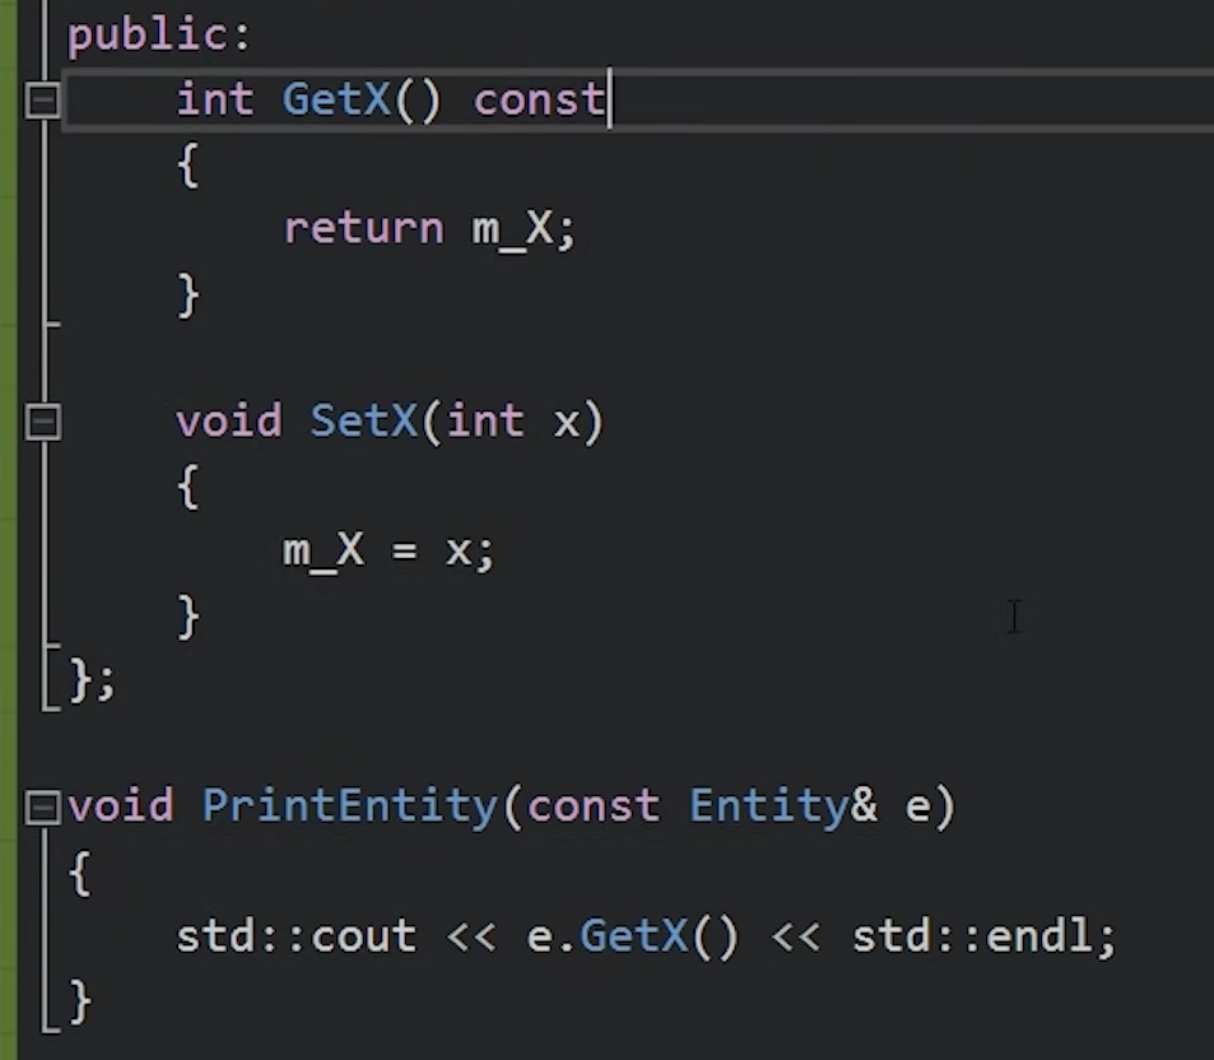 public:
    int GetX() const
    {
        return m_X;
    }

    void SetX(int x)
    {
        m_X = x;
    }
};

void PrintEntity(const Entity& e)
{
    std::cout << e.GetX() << std::endl;
}